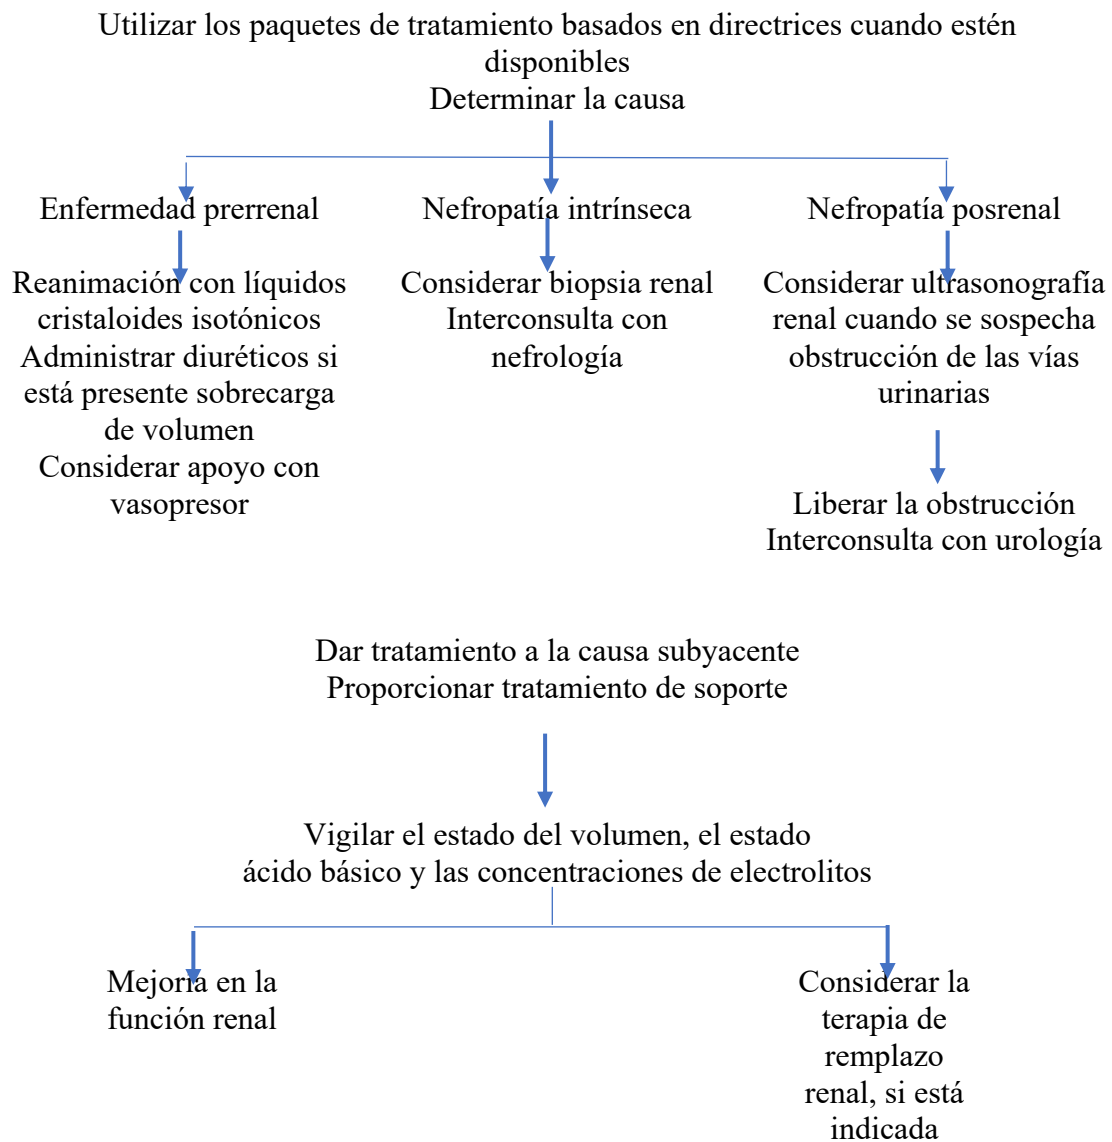 Utilizar los paquetes de tratamiento basados en directrices cuando estén
disponibles
Determinar la causa
Enfermedad prerrenal
Reanimación con líquidos
cristaloides isotónicos
Administrar diuréticos si
está presente sobrecarga
de volumen
Considerar apoyo con
vasopresor
Nefropatía intrínseca
Considerar biopsia renal
Interconsulta con
nefrología
Nefropatía posrenal
Considerar ultrasonografía
renal cuando se sospecha
obstrucción de las vías
urinarias
Liberar la obstrucción
Interconsulta con urología
Dar tratamiento a la causa subyacente
Proporcionar tratamiento de soporte
Vigilar el estado del volumen, el estado
ácido básico y las concentraciones de electrolitos
Mejoría en la
función renal
Considerar la
terapia de
remplazo
renal, si está
indicada